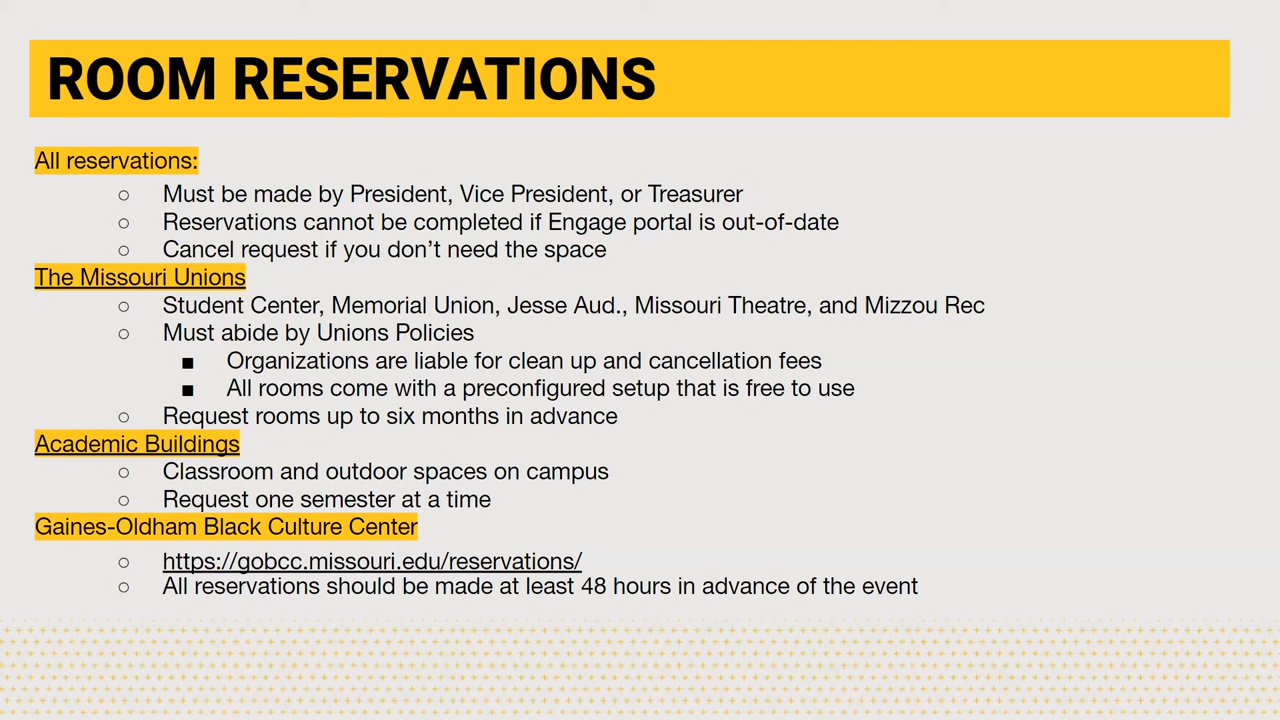 ROOM RESERVATIONS
All reservations:
○ Must be made by President, Vice President, or Treasurer
○ Reservations cannot be completed if Engage portal is out-of-date
○ Cancel request if you don’t need the space
The Missouri Unions
○ Student Center, Memorial Union, Jesse Aud., Missouri Theatre, and Mizzou Rec
○ Must abide by Unions Policies
■ Organizations are liable for clean up and cancellation fees
■ All rooms come with a preconfigured setup that is free to use
○ Request rooms up to six months in advance
Academic Buildings
○ Classroom and outdoor spaces on campus
○ Request one semester at a time
Gaines-Oldham Black Culture Center
○ https://gobcc.missouri.edu/reservations/
○ All reservations should be made at least 48 hours in advance of the event